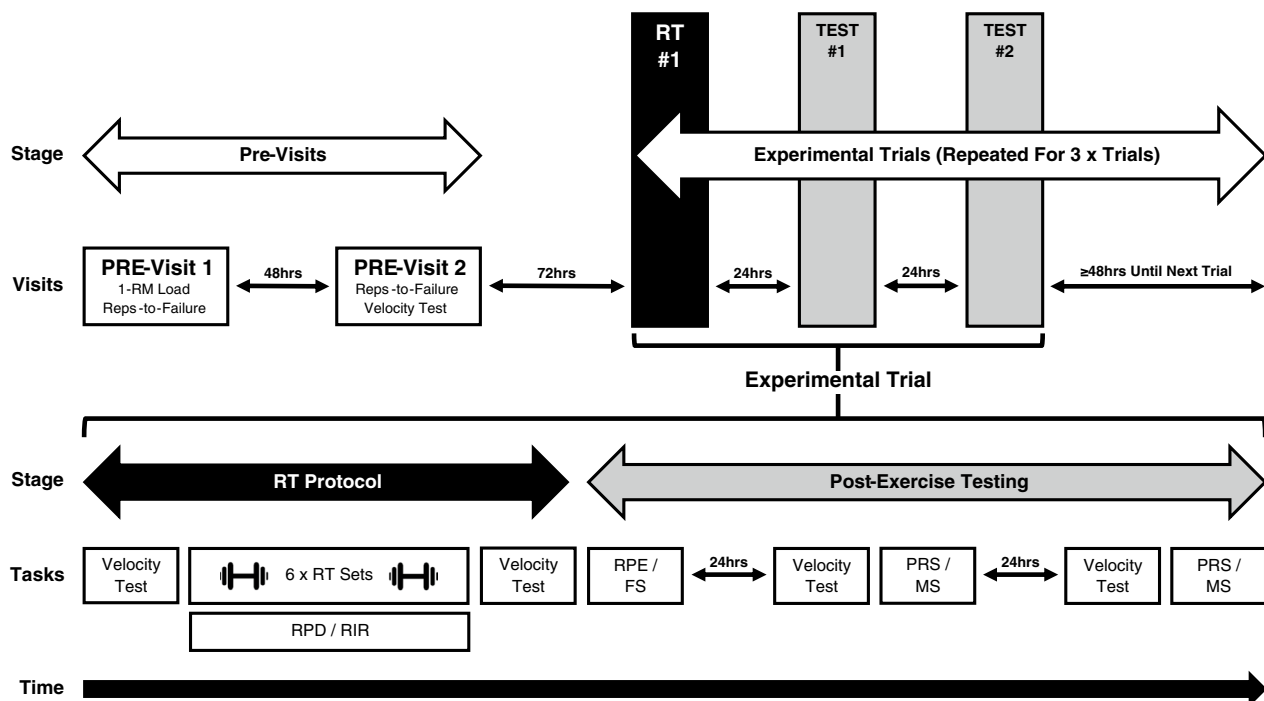 RT
#1
TEST
#1
TEST
#2
Stage
Pre-Visits
Experimental Trials (Repeated For 3 x Trials)
Visits
PRE-Visit 1
1-RM Load
Reps-to-Failure
48hrs
PRE-Visit 2
Reps-to-Failure
Velocity Test
72hrs
24hrs
24hrs
≥48hrs Until Next Trial
Experimental Trial
Stage
RT Protocol
Post-Exercise Testing
Tasks
Velocity
Test
6 x RT Sets
RPD / RIR
Velocity
Test
RPE /
FS
24hrs
Velocity
Test
PRS /
MS
24hrs
Velocity
Test
PRS /
MS
Time